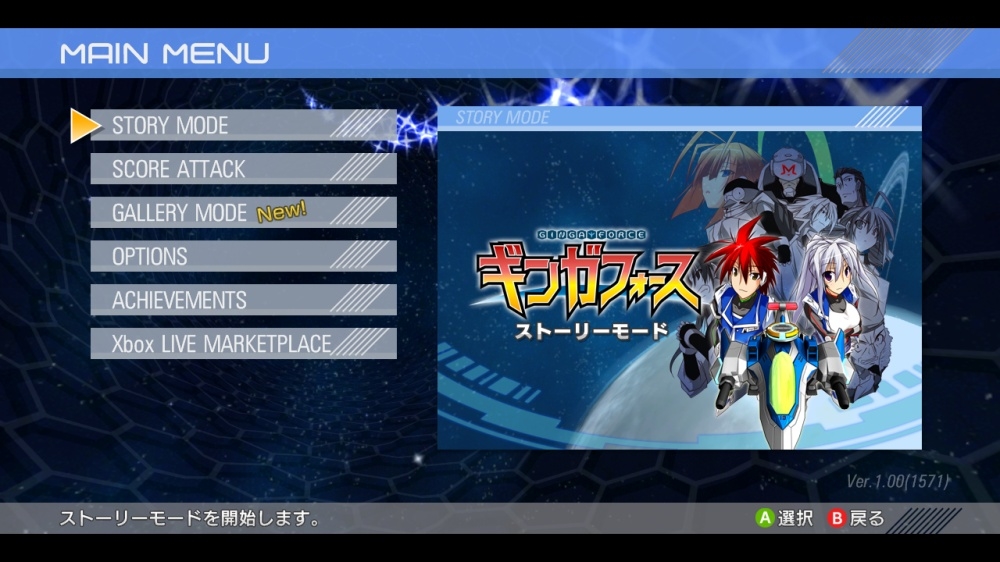 MAIN MENU
STORY MODE
SCORE ATTACK
GALLERY MODE New!
OPTIONS
ACHIEVEMENTS
Xbox LIVE MARKETPLACE
STORY MODE
M
GINGA FORCE
ギンガフォース
ストーリーモード
Ver.1.00(1571)
ストーリーモードを開始します。
A 選択 B 戻る